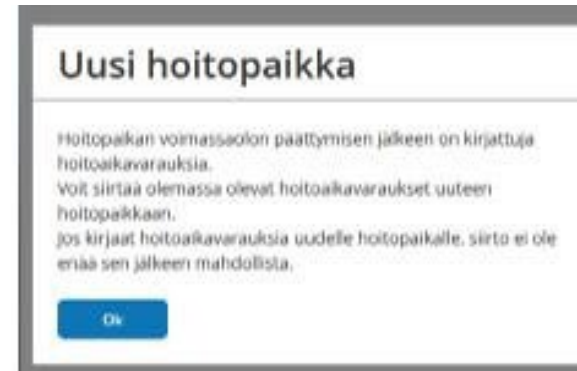 Uusi hoitopaikka
Hoitopaikan voimassaolon päättymisen jälkeen on kirjattuja
hoitoaikavarauksia.
Voit siirtää olemassa olevat hoitoaikavaraukset uuteen
hoitopaikkaan.
Jos kirjaat hoitoaikavarauksia uudelle hoitopaikalle, siirto ei ole
enää sen jälkeen mahdollista.
Ok